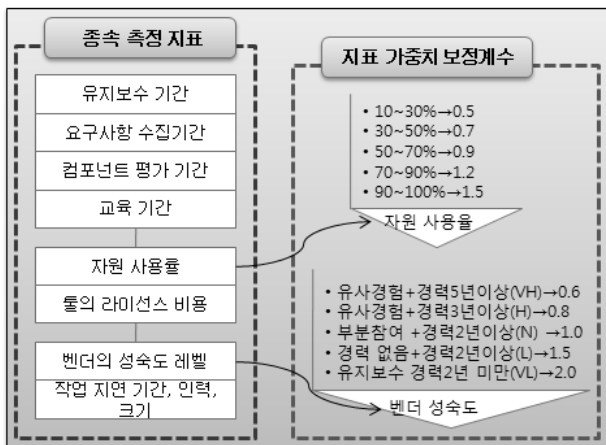 종속 측정 지표
유지보수 기간
요구사항 수집기간
컴포넌트 평가 기간
교육 기간
자원 사용율
툴의 라이선스 비용
벤더의 성숙도 레벨
작업 지연 기간, 인력,
크기
지표 가중치 보정계수
• 10~30%→0.5
• 30~50%→0.7
• 50~70%→0.9
• 70~90%→1.2
• 90~100%→1.5
자원 사용율
• 유사경험+경력5년이상(VH)→0.6
• 유사경험+경력3년이상(H)→0.8
• 부분참여 +경력2년이상(N) →1.0
• 경력 없음+경력2년이상(L)→1.5
• 유지보수 경력2년 미만(VL)→2.0
벤더 성숙도